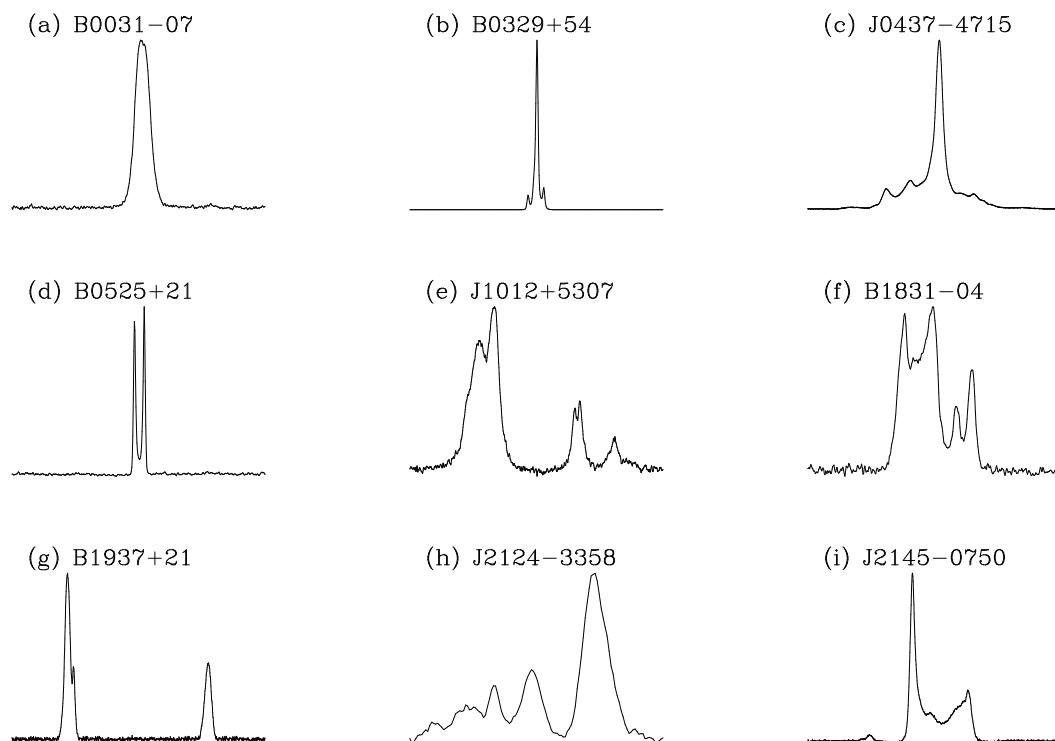 (a) B0031−07
(b) B0329+54
(c) J0437−4715
(d) B0525+21
(e) J1012+5307
(f) B1831−04
(g) B1937+21
(h) J2124−3358
(i) J2145−0750